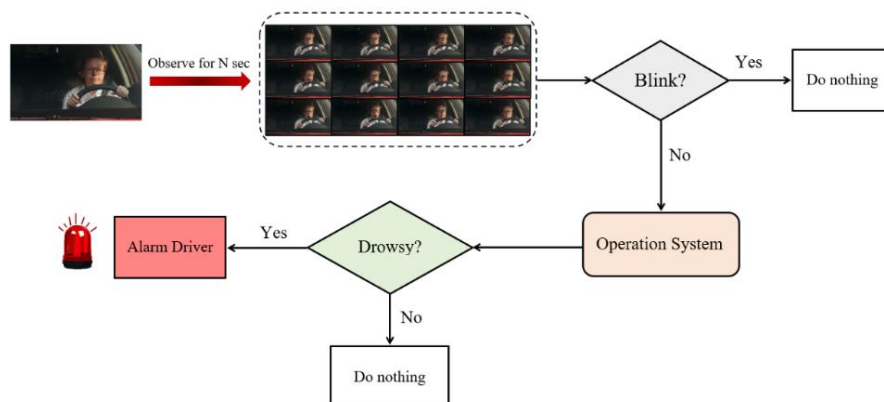 Observe for N sec
Blink?
Yes
Do nothing
No
Operation System
Drowsy?
Yes
Alarm Driver
No
Do nothing